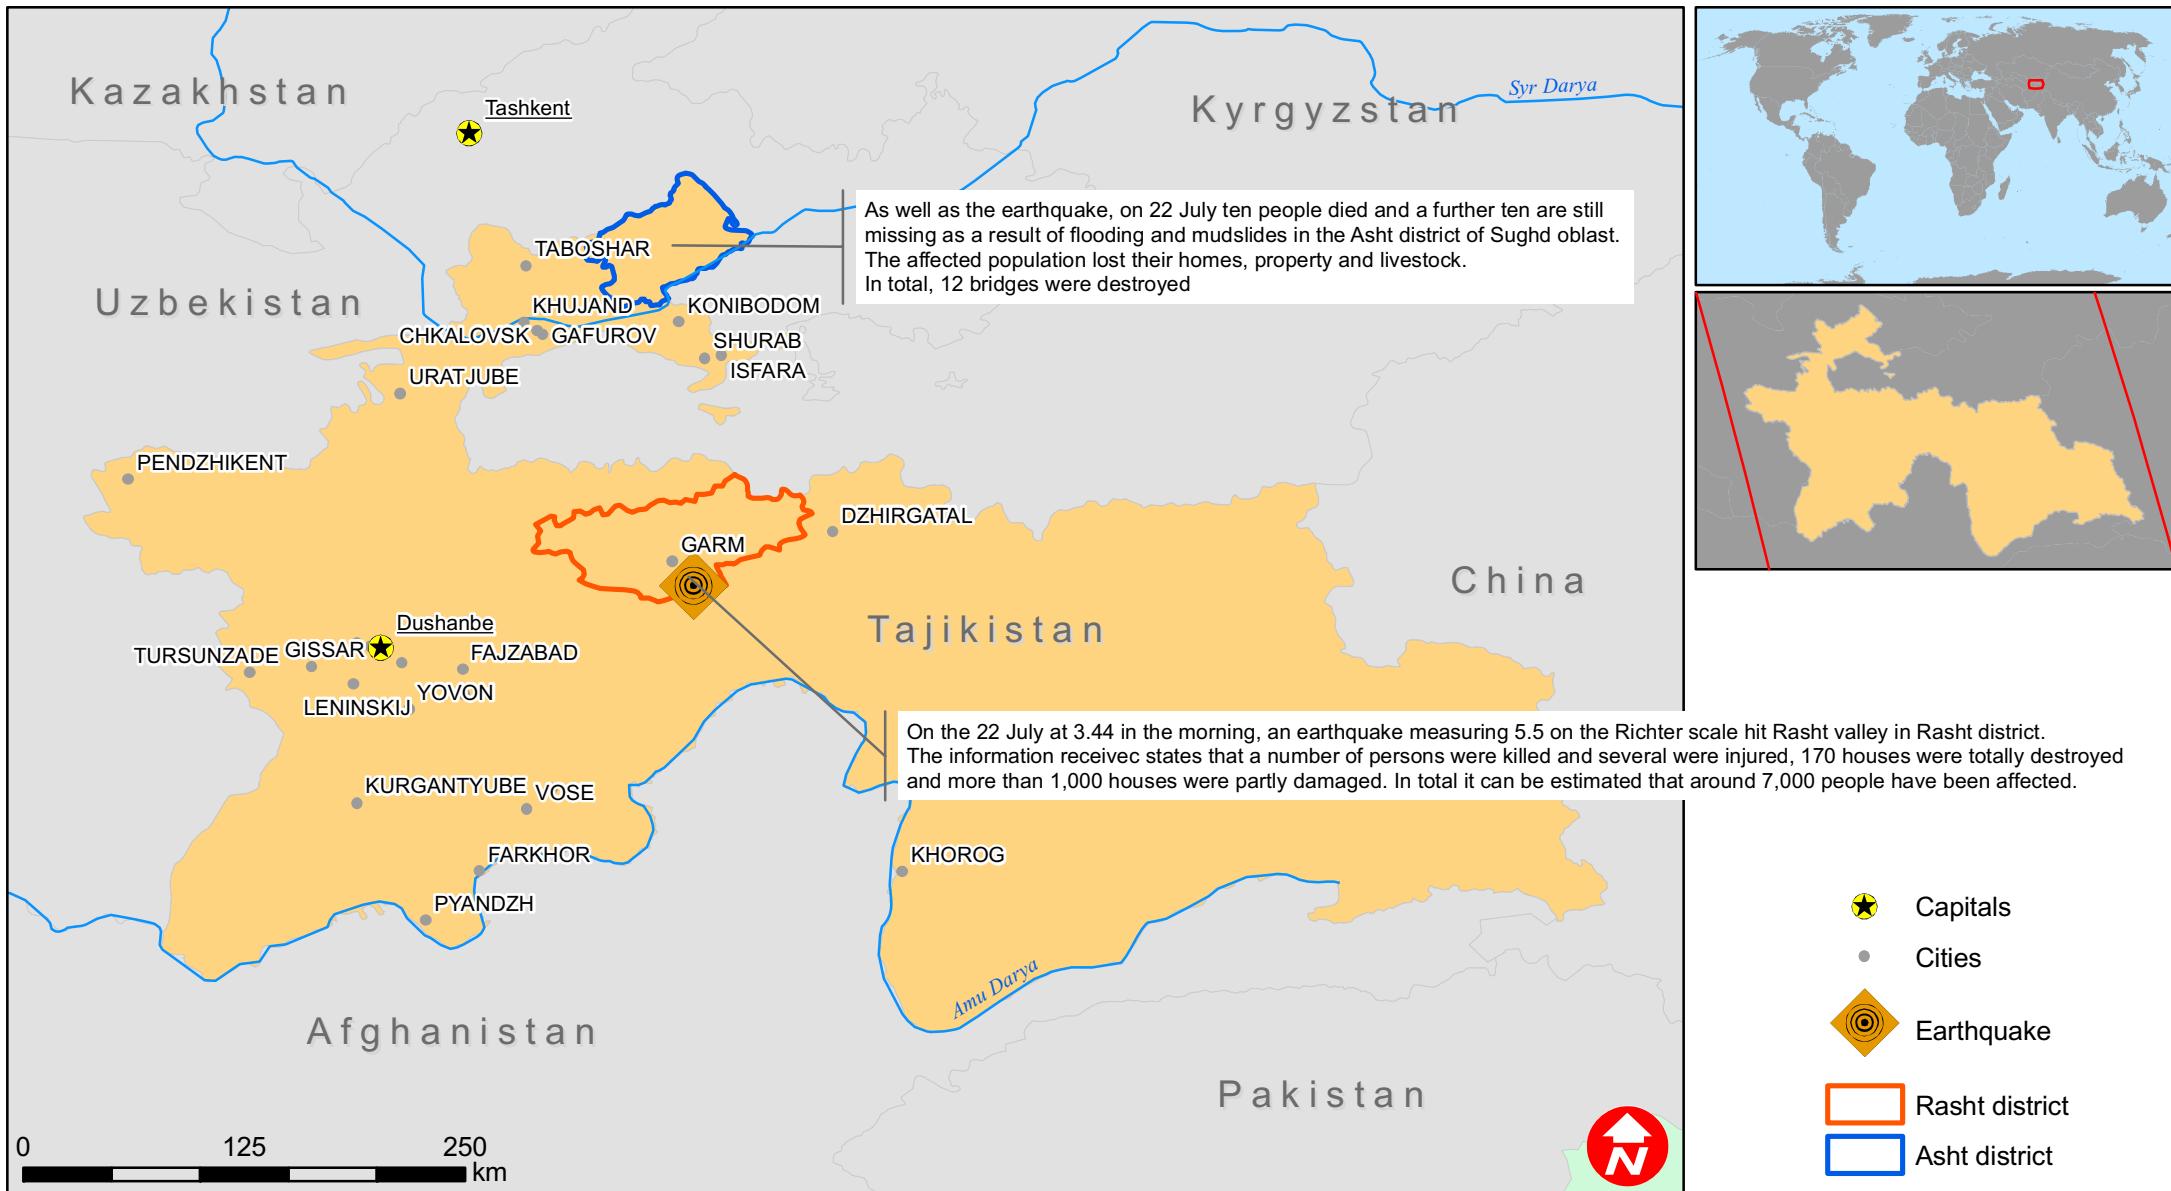 Kazakhstan
Tashkent
Kyrgyzstan
Syr Darya
As well as the earthquake, on 22 July ten people died and a further ten are still
missing as a result of flooding and mudslides in the Asht district of Sughd oblast.
The affected population lost their homes, property and livestock.
In total, 12 bridges were destroyed
TABOSHAR
Uzbekistan
KHUJAND
KONIBODOM
CHKALOVSK
GAFUROV
SHURAB
ISFARA
URATJUBE
PENDZHIKENT
DZHIRGATAL
GARM
China
Tajikistan
Dushanbe
TURSUNZADE
GISSAR
FAJZABAD
YOVON
LENINSKIJ
On the 22 July at 3.44 in the morning, an earthquake measuring 5.5 on the Richter scale hit Rasht valley in Rasht district.
The information receivec states that a number of persons were killed and several were injured, 170 houses were totally destroyed
and more than 1,000 houses were partly damaged. In total it can be estimated that around 7,000 people have been affected.
KURGANTYUBE
VOSE
FARKHOR
KHOROG
PYANDZH
Amu Darya
Afghanistan
Pakistan
0 125 250
km
N
Capitals
Cities
Earthquake
Rasht district
Asht district